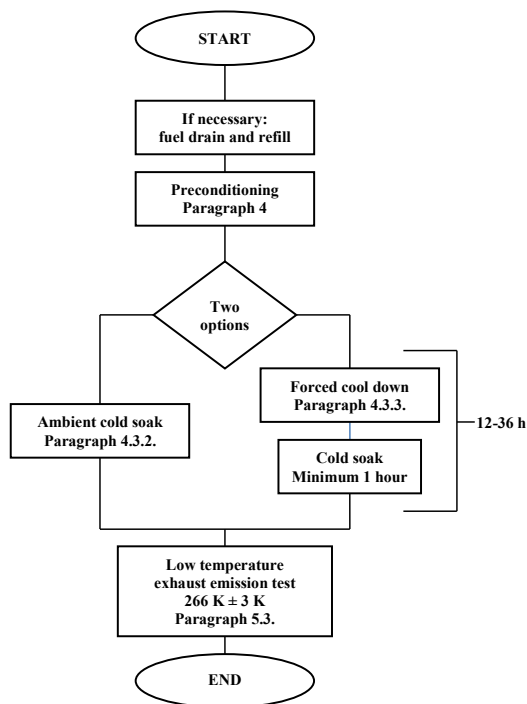 START
If necessary:
fuel drain and refill
Preconditioning
Paragraph 4
Two
options
Ambient cold soak
Paragraph 4.3.2.
Forced cool down
Paragraph 4.3.3.
Cold soak
Minimum 1 hour
12-36 h
Low temperature
exhaust emission test
266 K ± 3 K
Paragraph 5.3.
END